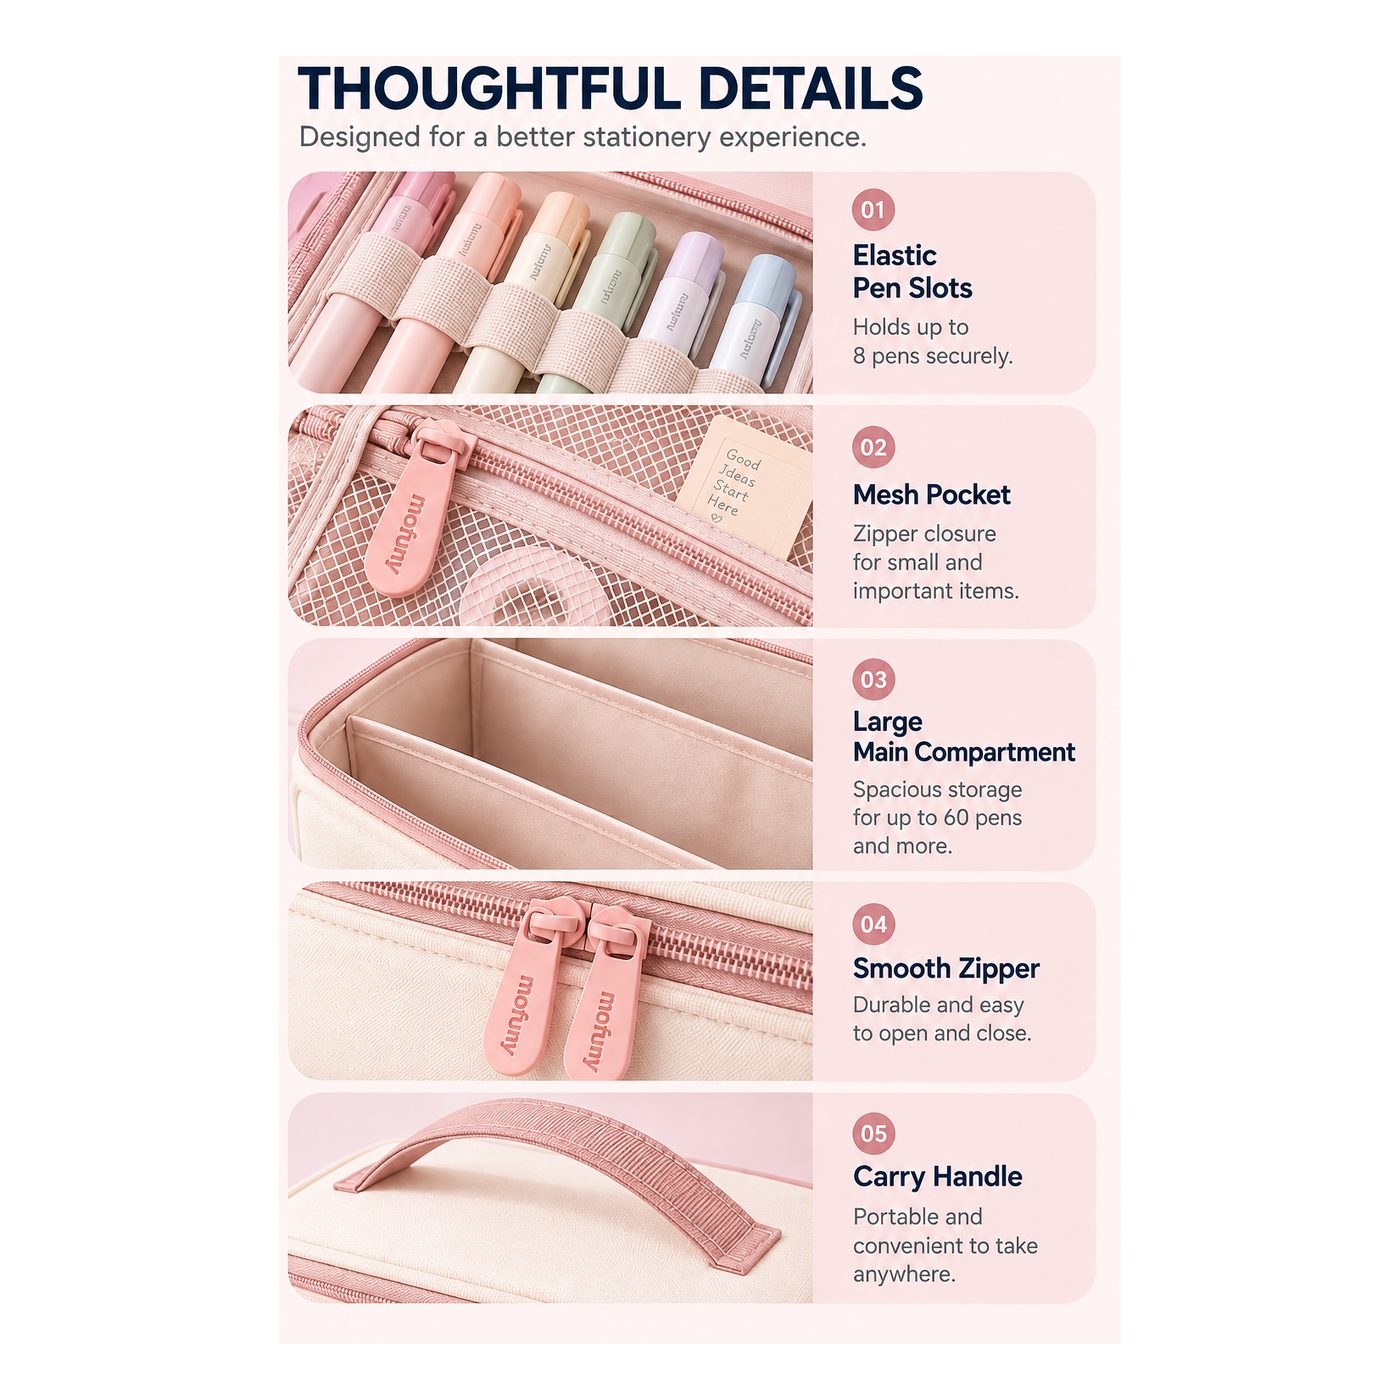 THOUGHTFUL DETAILS
Designed for a better stationery experience.
01
Elastic
Pen Slots
Holds up to
8 pens securely.
Good
Ideas
Start
Here
mofuny
02
Mesh Pocket
Zipper closure
for small and
important items.
03
Large
Main Compartment
Spacious storage
for up to 60 pens
and more.
mofuny
mofuny
04
Smooth Zipper
Durable and easy
to open and close.
05
Carry Handle
Portable and
convenient to take
anywhere.